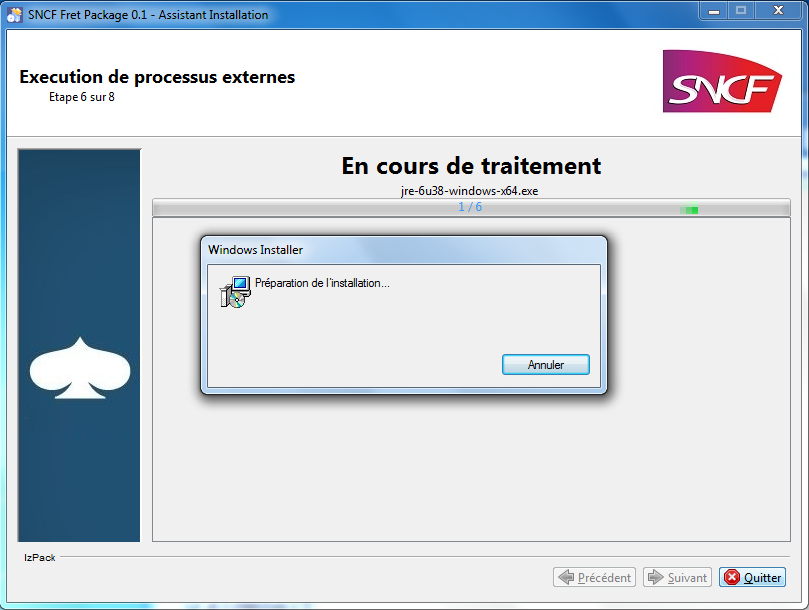 SNCF Fret Package 0.1 - Assistant Installation
Execution de processus externes
Etape 6 sur 8
SNCF
En cours de traitement
jre-6u38-windows-x64.exe
1 / 6
Windows Installer
Préparation de l'installation...
Annuler
IzPack
Précédent
Suivant
Quitter